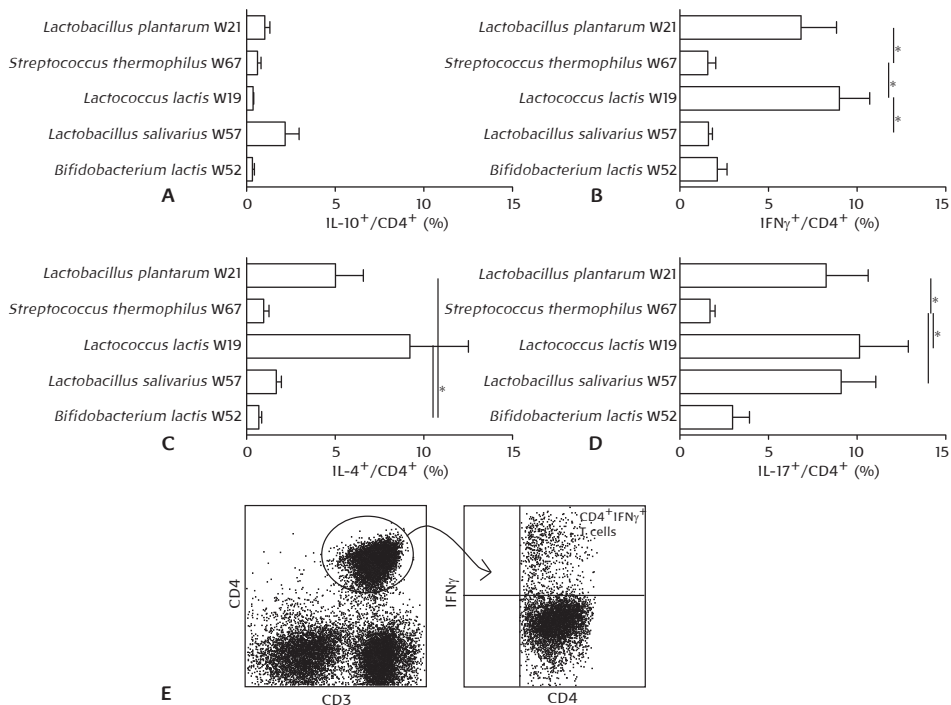 Lactobacillus plantarum W21
Streptococcus thermophilus W67
Lactococcus lactis W19
Lactobacillus salivarius W57
Bifidobacterium lactis W52
A
0 5 10 15
IL-10⁺/CD4⁺ (%)
Lactobacillus plantarum W21
Streptococcus thermophilus W67
Lactococcus lactis W19
Lactobacillus salivarius W57
Bifidobacterium lactis W52
*
*
*
B
0 5 10 15
IFNγ⁺/CD4⁺ (%)
Lactobacillus plantarum W21
Streptococcus thermophilus W67
Lactococcus lactis W19
Lactobacillus salivarius W57
Bifidobacterium lactis W52
*
C
0 5 10 15
IL-4⁺/CD4⁺ (%)
Lactobacillus plantarum W21
Streptococcus thermophilus W67
Lactococcus lactis W19
Lactobacillus salivarius W57
Bifidobacterium lactis W52
*
*
D
0 5 10 15
IL-17⁺/CD4⁺ (%)
E
CD4
CD3
IFNγ
CD4⁺IFNγ⁺
T cells
CD4